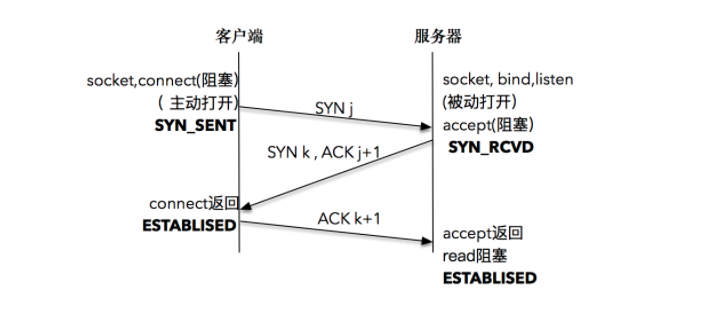 客户端
服务器
socket,connect(阻塞)
（ 主动打开)
SYN_SENT
socket, bind,listen
(被动打开)
accept(阻塞)
SYN_RCVD
SYN j
SYN k , ACK j+1
connect返回
ESTABLISED
ACK k+1
accept返回
read阻塞
ESTABLISED